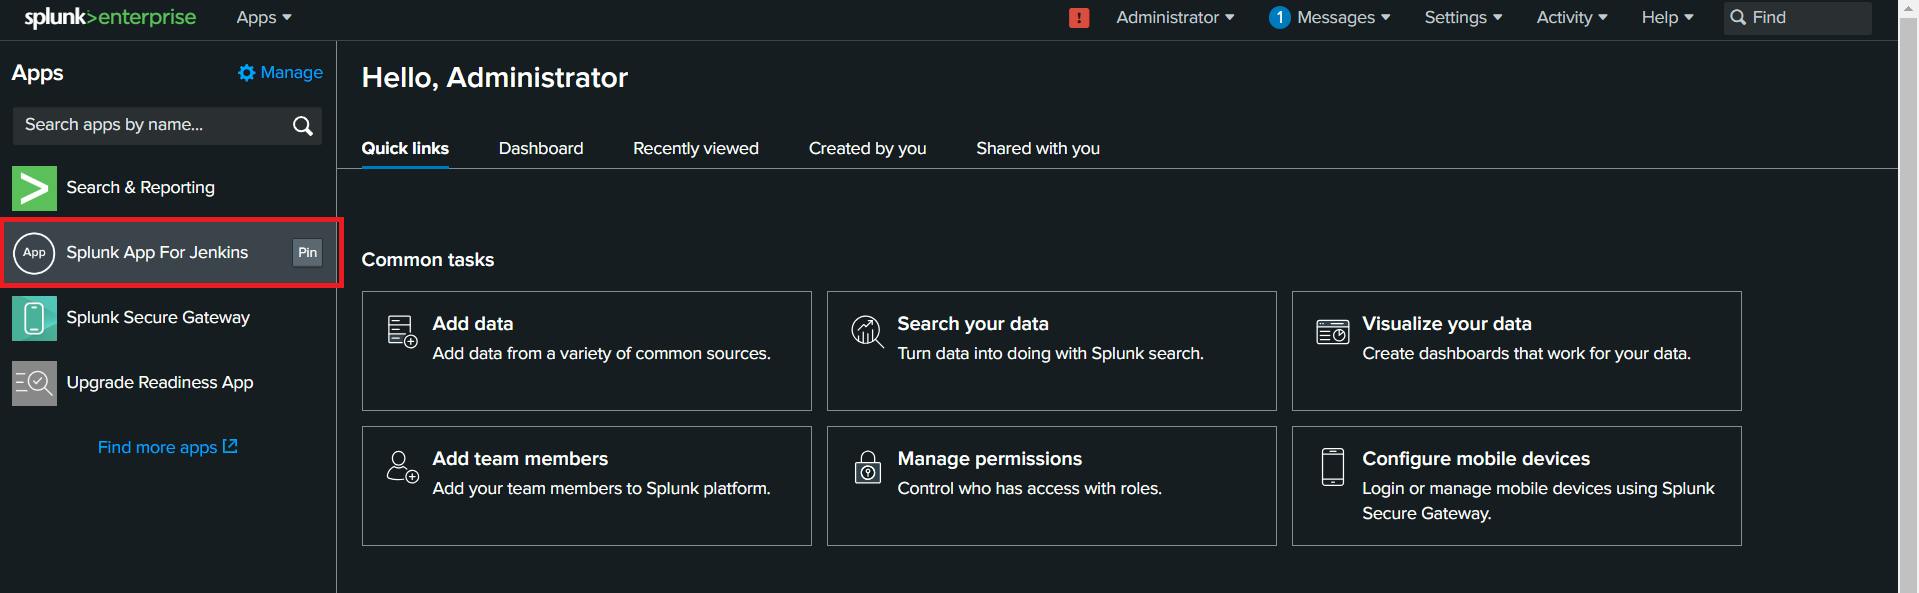 splunk>enterprise Apps
! Administrator 1 Messages Settings Activity Help Find
Apps Manage
Search apps by name...
Search & Reporting
App Splunk App For Jenkins Pin
Splunk Secure Gateway
Upgrade Readiness App
Find more apps
Hello, Administrator
Quick links Dashboard Recently viewed Created by you Shared with you
Common tasks
Add data
Add data from a variety of common sources.
Search your data
Turn data into doing with Splunk search.
Visualize your data
Create dashboards that work for your data.
Add team members
Add your team members to Splunk platform.
Manage permissions
Control who has access with roles.
Configure mobile devices
Login or manage mobile devices using Splunk
Secure Gateway.